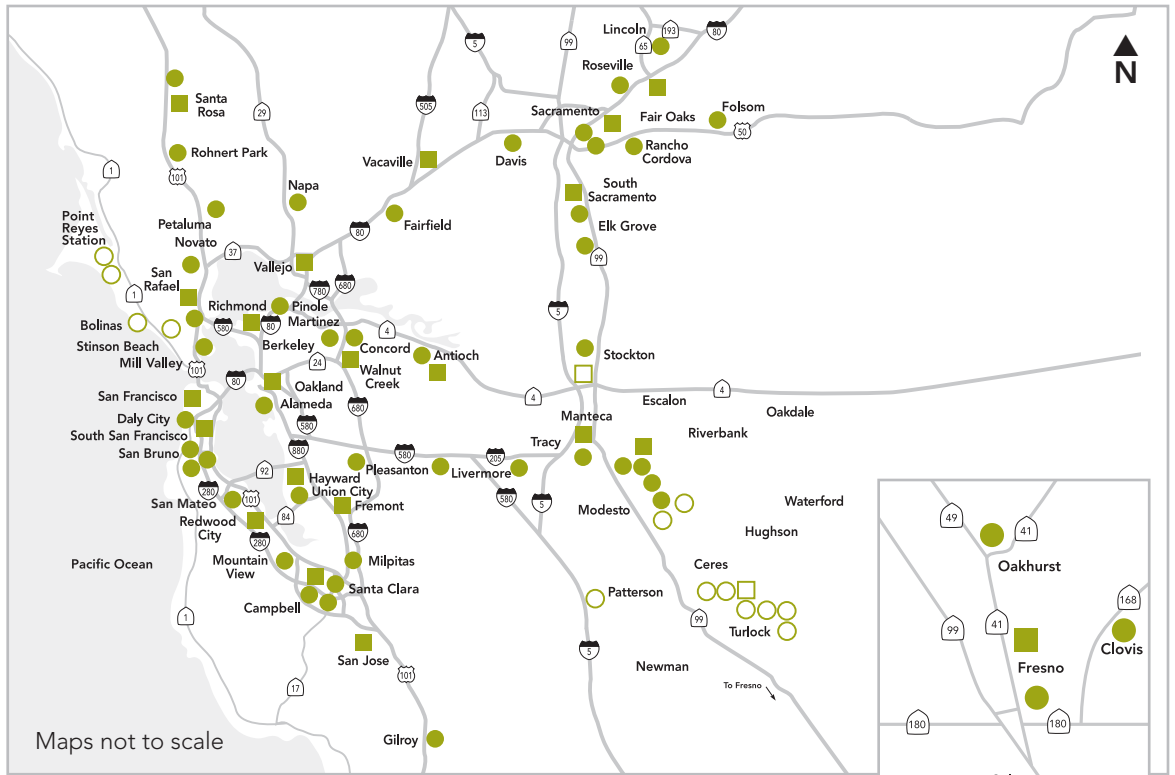 Lincoln
193
80
5
99
65
N
Roseville
Santa
Rosa
29
505
113
Sacramento
Fair Oaks
Folsom
50
Rohnert Park
Vacaville
Davis
Rancho
Cordova
1
101
Napa
South
Sacramento
Point
Reyes
Station
Petaluma
Fairfield
Elk Grove
Novato
37
80
99
San
Rafael
Vallejo
780
680
1
5
Richmond
Pinole
Bolinas
580
80
Martinez
4
Stinson Beach
Berkeley
Concord
Antioch
Stockton
Mill Valley
101
24
Walnut
Creek
80
Oakland
San Francisco
Alameda
680
4
4
Escalon
Oakdale
Daly City
580
Manteca
Riverbank
South San Francisco
880
580
205
Tracy
San Bruno
92
Pleasanton
Livermore
Hayward
Union City
280
101
580
5
Waterford
San Mateo
Fremont
Modesto
Redwood
City
84
Hughson
280
680
Pacific Ocean
Mountain
View
Milpitas
Ceres
Santa Clara
Patterson
Campbell
1
99
Turlock
San Jose
5
Newman
101
To Fresno
17
Gilroy
Maps not to scale
49
41
Oakhurst
168
99
41
Clovis
Fresno
180
180